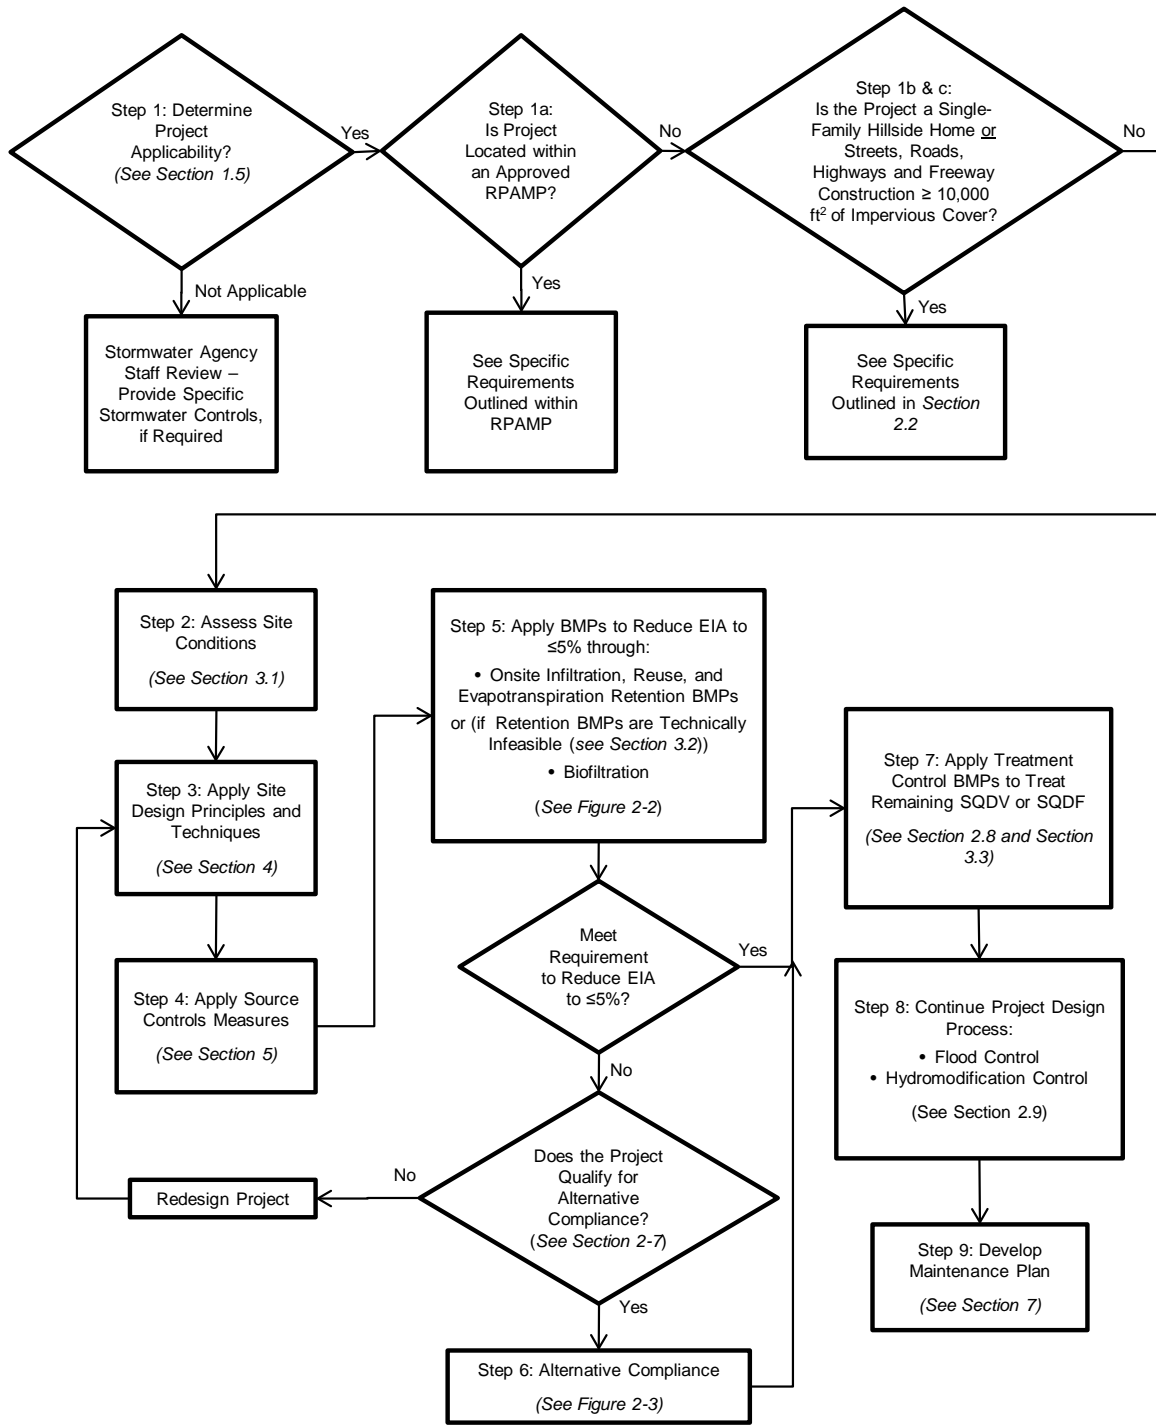 Step 1: Determine
Project
Applicability?
(See Section 1.5)
Yes
Not Applicable
Stormwater Agency
Staff Review –
Provide Specific
Stormwater Controls,
if Required
Step 1a:
Is Project
Located within
an Approved
RPAMP?
No
Yes
See Specific
Requirements
Outlined within
RPAMP
Step 1b & c:
Is the Project a Single-
Family Hillside Home or
Streets, Roads,
Highways and Freeway
Construction ≥ 10,000
ft² of Impervious Cover?
No
Yes
See Specific
Requirements
Outlined in Section
2.2
Step 2: Assess Site
Conditions
(See Section 3.1)
Step 3: Apply Site
Design Principles and
Techniques
(See Section 4)
Step 4: Apply Source
Controls Measures
(See Section 5)
Step 5: Apply BMPs to Reduce EIA to
≤5% through:
• Onsite Infiltration, Reuse, and
Evapotranspiration Retention BMPs
or (if Retention BMPs are Technically
Infeasible (see Section 3.2))
• Biofiltration
(See Figure 2-2)
Meet
Requirement
to Reduce EIA
to ≤5%?
Yes
No
Does the Project
Qualify for
Alternative
Compliance?
(See Section 2-7)
No
Redesign Project
Yes
Step 6: Alternative Compliance
(See Figure 2-3)
Step 7: Apply Treatment
Control BMPs to Treat
Remaining SQDV or SQDF
(See Section 2.8 and Section
3.3)
Step 8: Continue Project Design
Process:
• Flood Control
• Hydromodification Control
(See Section 2.9)
Step 9: Develop
Maintenance Plan
(See Section 7)